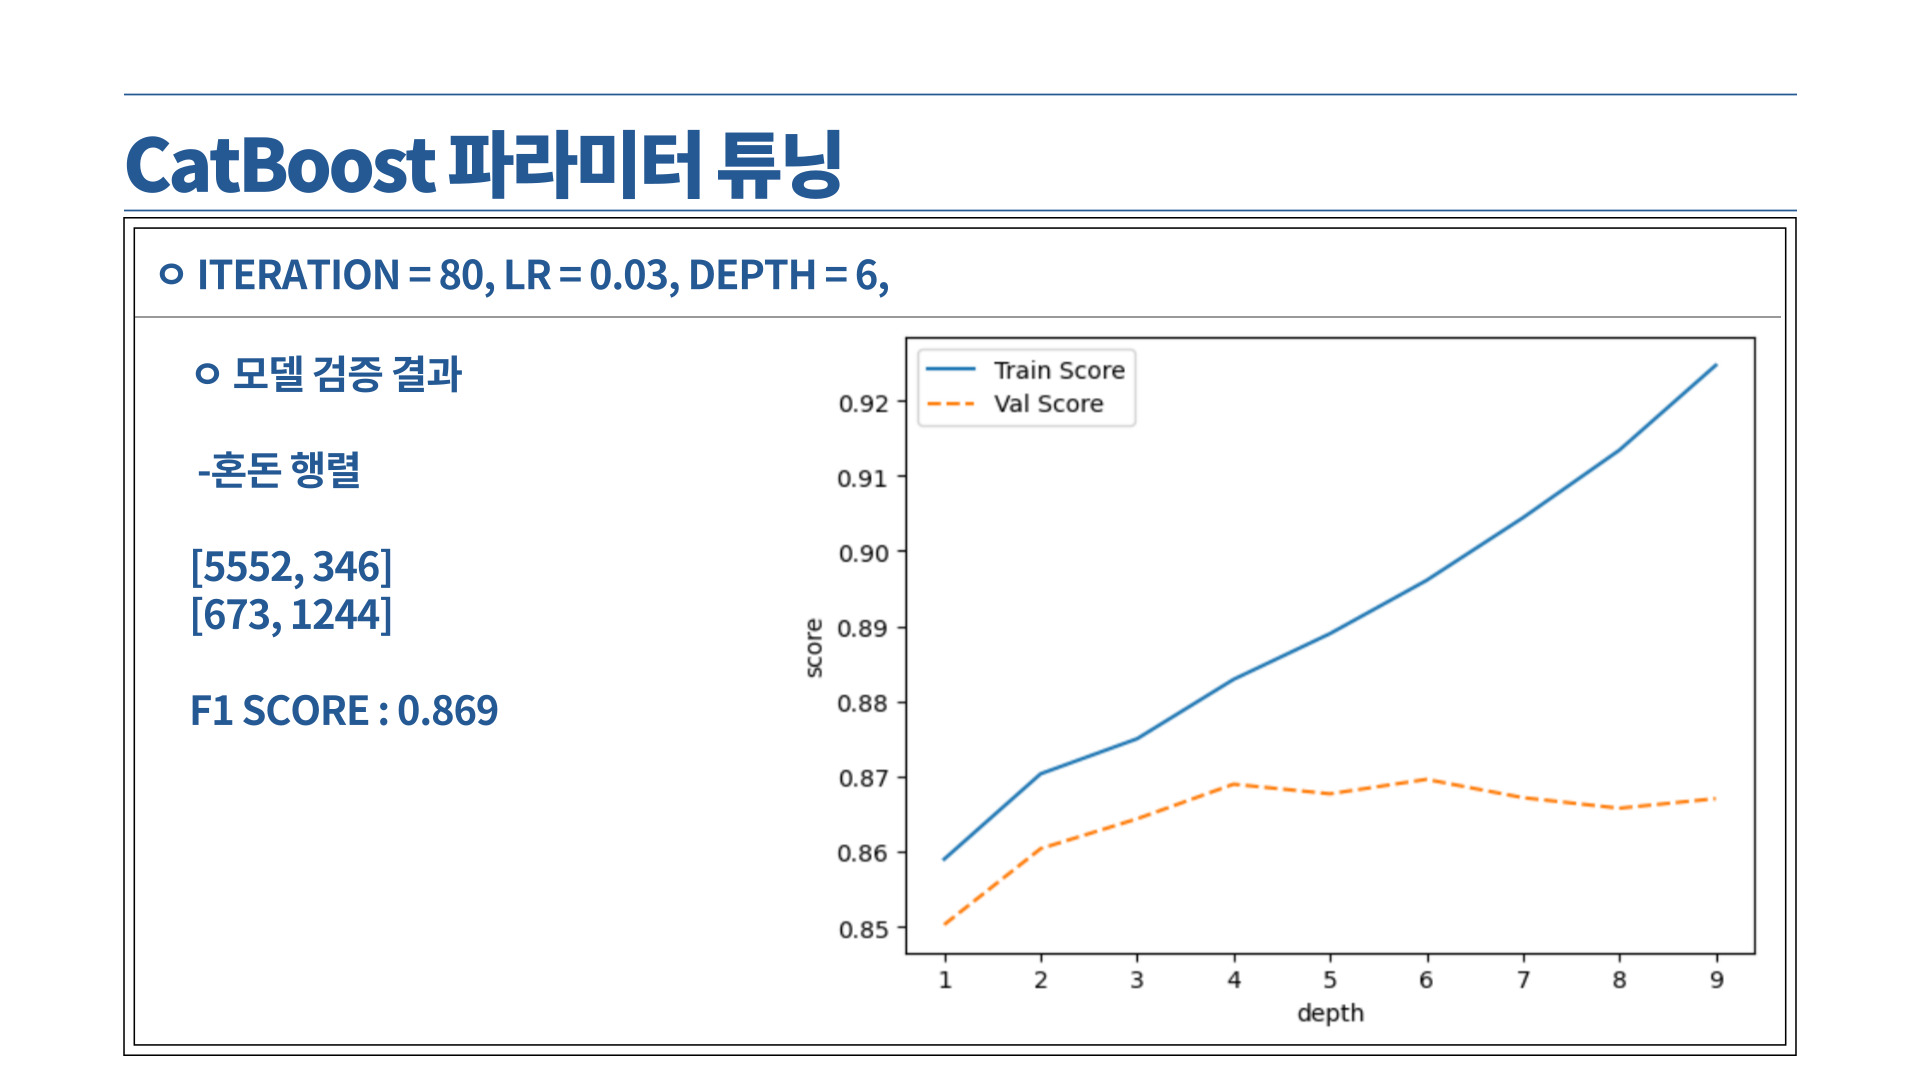 CatBoost 파라미터 튜닝
ㅇ ITERATION = 80, LR = 0.03, DEPTH = 6,
ㅇ 모델 검증 결과
-혼돈 행렬
[5552, 346]
[673, 1244]
F1 SCORE : 0.869
Train Score
Val Score
0.92
0.91
0.90
0.89
0.88
0.87
0.86
0.85
score
1 2 3 4 5 6 7 8 9
depth